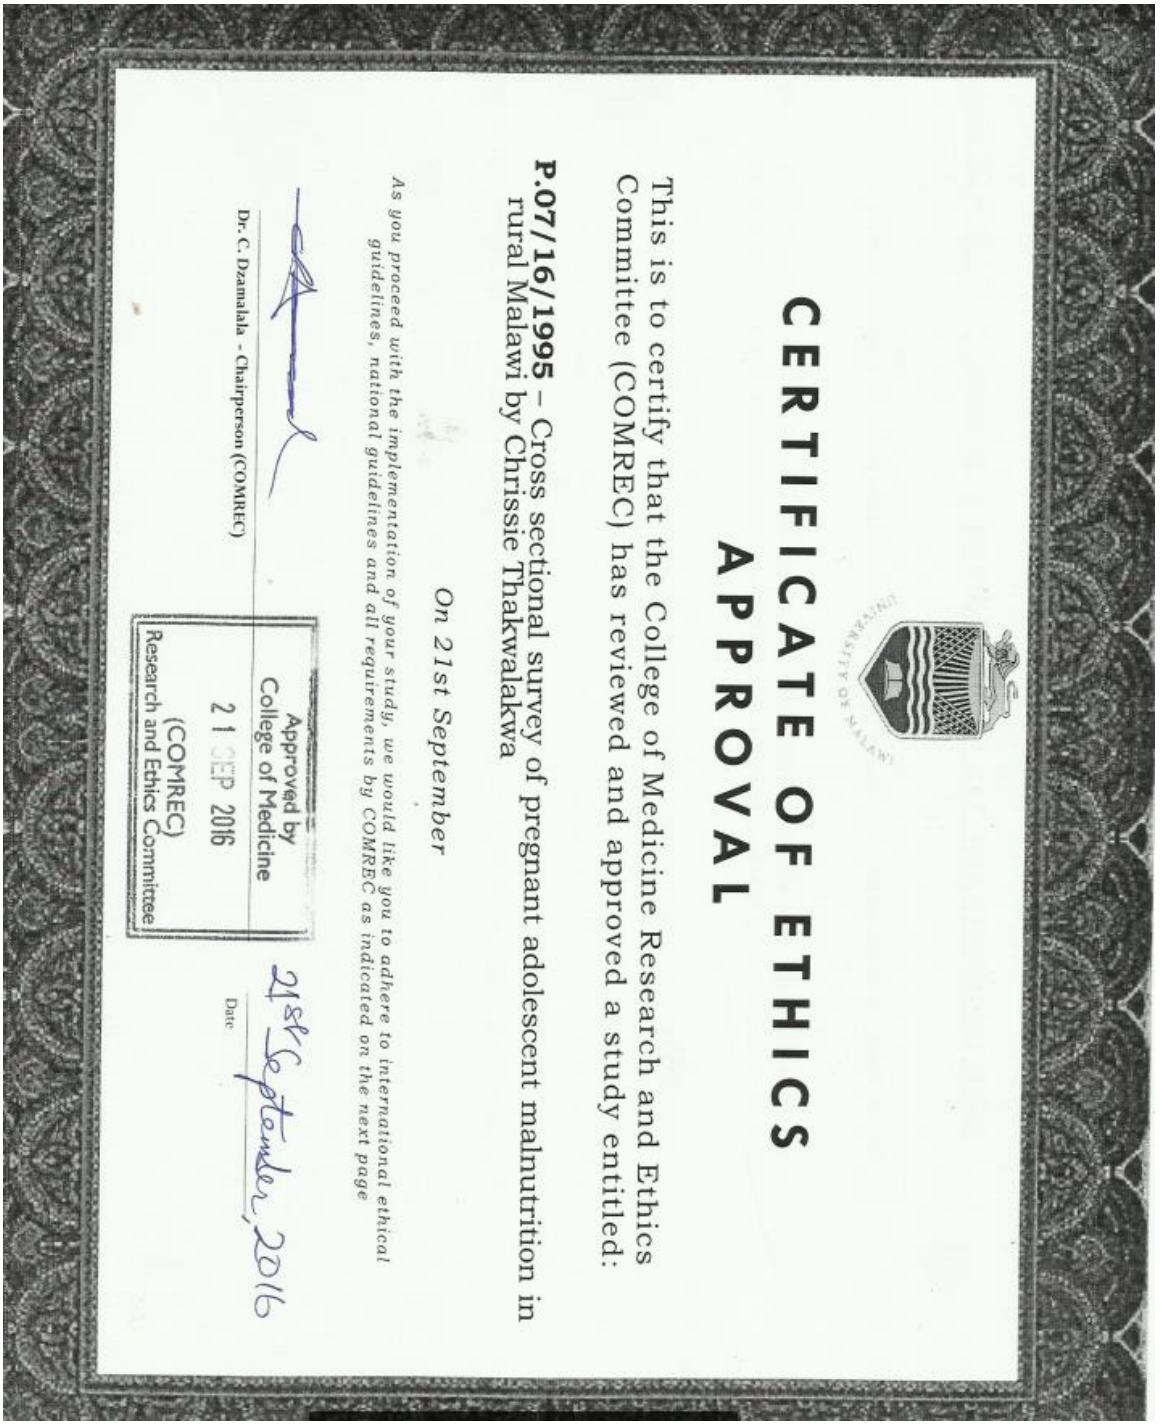 UNIVERSITY OF MALAWI
CERTIFICATE OF ETHICS
APPROVAL
This is to certify that the College of Medicine Research and Ethics
Committee (COMREC) has reviewed and approved a study entitled:
P.07/16/1995 – Cross sectional survey of pregnant adolescent malnutrition in
rural Malawi by Chrissie Thakwalakwa
On 21st September
As you proceed with the implementation of your study, we would like you to adhere to international ethical
guidelines, national guidelines and all requirements by COMREC as indicated on the next page
21st September, 2016
Dr. C. Dzamalala - Chairperson (COMREC)
Date
Approved by
College of Medicine
21 SEP 2016
(COMREC)
Research and Ethics Committee